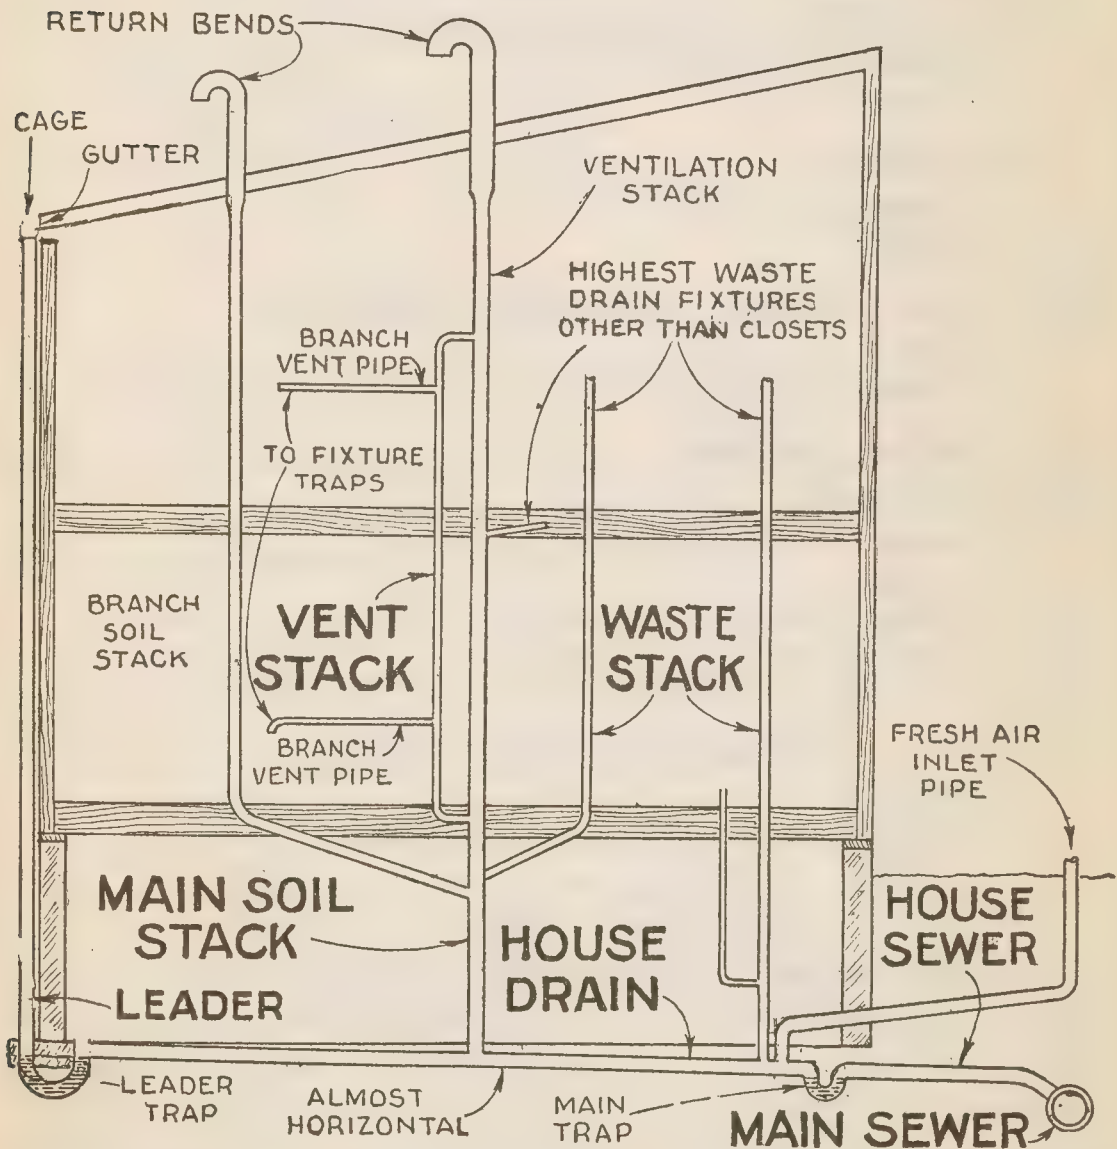 RETURN BENDS
CAGE
GUTTER
VENTILATION
STACK
HIGHEST WASTE
DRAIN FIXTURES
OTHER THAN CLOSETS
BRANCH
VENT PIPE
TO FIXTURE
TRAPS
BRANCH
SOIL
STACK
VENT
STACK
WASTE
STACK
BRANCH
VENT PIPE
FRESH AIR
INLET
PIPE
MAIN SOIL
STACK
HOUSE
DRAIN
HOUSE
SEWER
LEADER
LEADER
TRAP
ALMOST
HORIZONTAL
MAIN
TRAP
MAIN SEWER